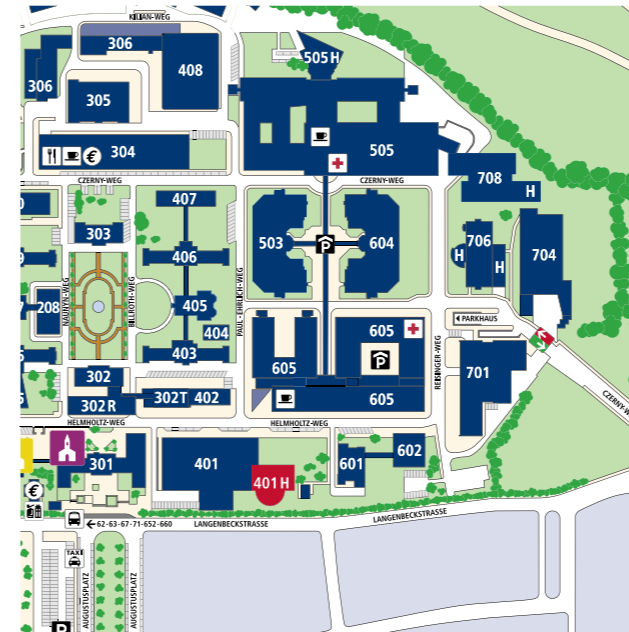 KILIAN-WEG
306
408
505 H
306
305
304
€
505
CZERNY-WEG
CZERNY-WEG
708
H
407
303
503
604
706
H
H
704
406
P
405
208
NAUNYN-WEG
BILLROTH-WEG
PAUL-EHRLICH-WEG
404
403
PARKHAUS
605
605
P
REISINGER-WEG
701
302
302 R
302T
402
605
CZERNY-W
HELMHOLTZ-WEG
HELMHOLTZ-WEG
301
401
401 H
601
602
€
62-63-67-71-652-660
LANGENBECKSTRASSE
LANGENBECKSTRASSE
TAXI
AUGUSTUSPLATZ
AUGUSTUSPLATZ
P